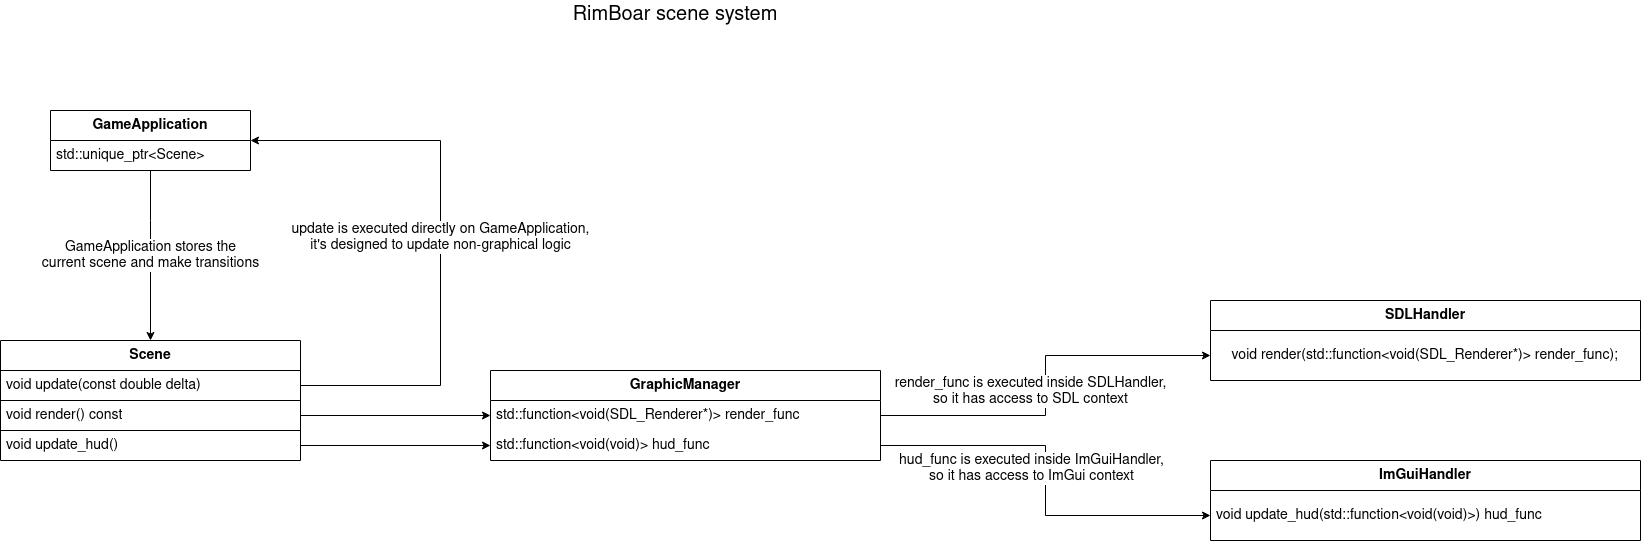 RimBoar scene system
GameApplication
std::unique_ptr<Scene>
update is executed directly on GameApplication,
it's designed to update non-graphical logic
GameApplication stores the
current scene and make transitions
Scene
void update(const double delta)
void render() const
void update_hud()
GraphicManager
std::function<void(SDL_Renderer*)> render_func
std::function<void(void)> hud_func
render_func is executed inside SDLHandler,
so it has access to SDL context
hud_func is executed inside ImGuiHandler,
so it has access to ImGui context
SDLHandler
void render(std::function<void(SDL_Renderer*)> render_func);
ImGuiHandler
void update_hud(std::function<void(void)>) hud_func